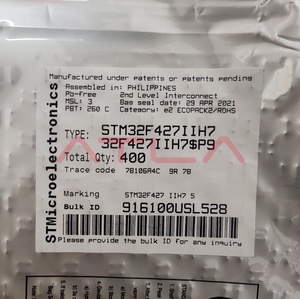 Manufactured under patents or patents pending
Assembled in: PHILIPPINES
Pb-free 2nd Level Interconnect
MSL: 3 Bag seal date: 29 APR 2021
PBT: 260 C Category: e2 ECOPACK2/ROHS
STMicroelectronics
TYPE: STM32F427IIH7
32F427IIH7$P9
Total Qty: 400
Trace code 7B106A4C 9R 7B
Marking STM32F427 IIH7 5
Bulk ID 916100USL528
Please provide the bulk ID for any inquiry